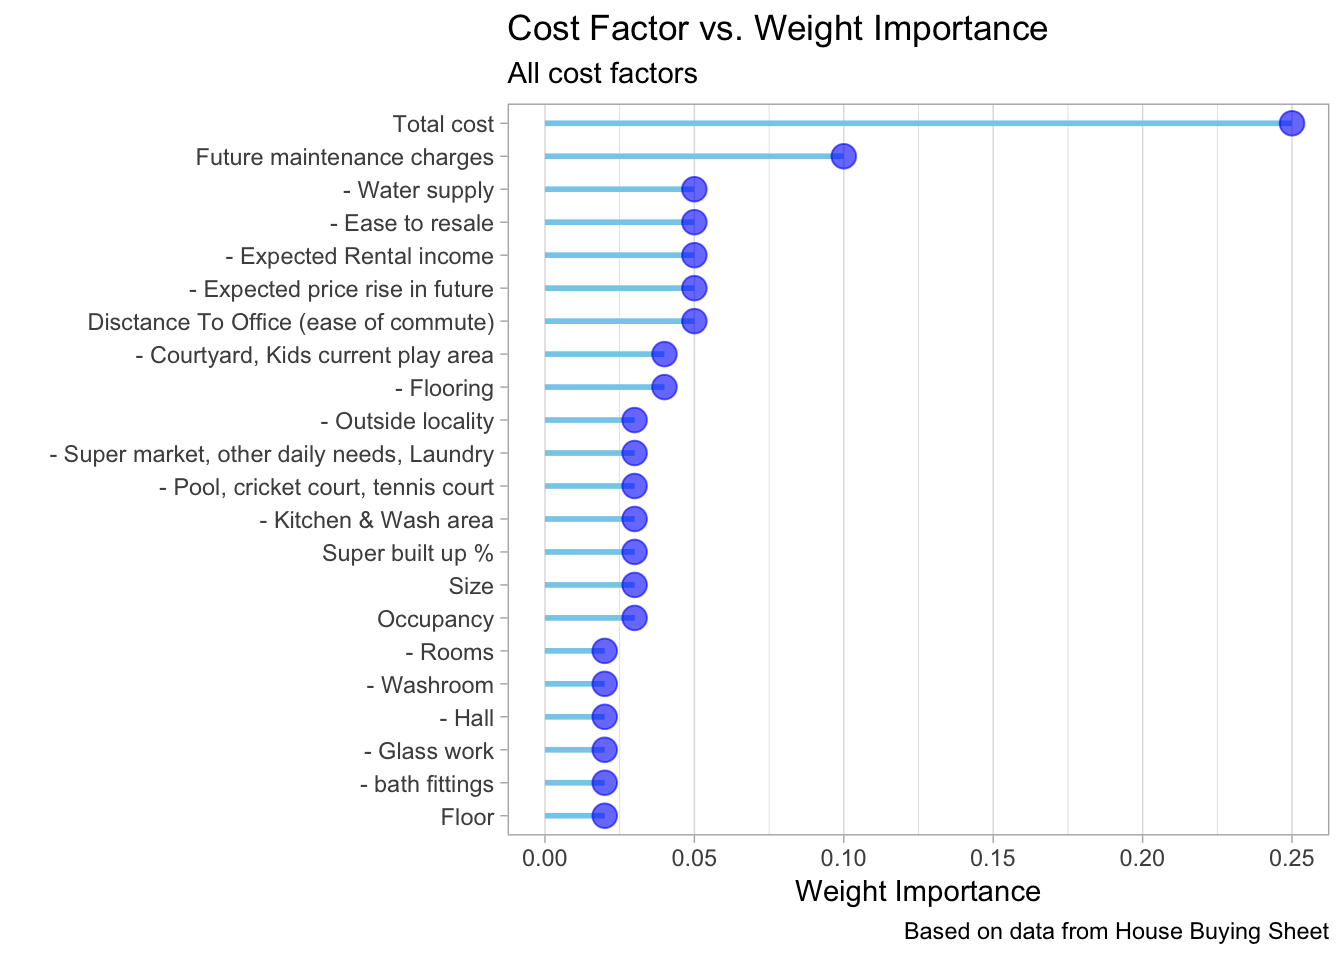 Cost Factor vs. Weight Importance
All cost factors
Total cost
Future maintenance charges
- Water supply
- Ease to resale
- Expected Rental income
- Expected price rise in future
Disctance To Office (ease of commute)
- Courtyard, Kids current play area
- Flooring
- Outside locality
- Super market, other daily needs, Laundry
- Pool, cricket court, tennis court
- Kitchen & Wash area
Super built up %
Size
Occupancy
- Rooms
- Washroom
- Hall
- Glass work
- bath fittings
Floor
0.00 0.05 0.10 0.15 0.20 0.25
Weight Importance
Based on data from House Buying Sheet